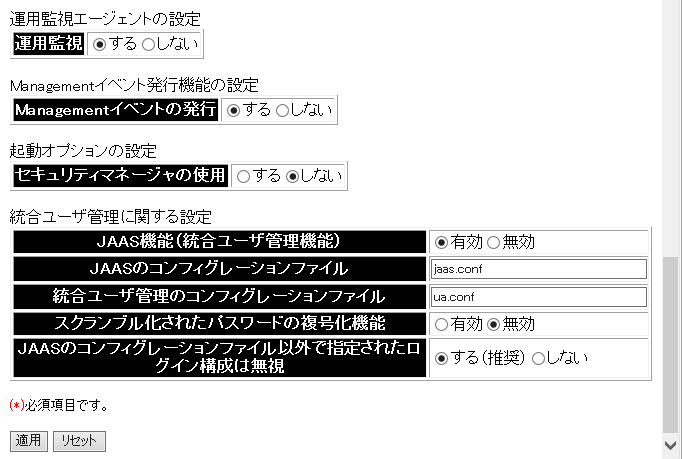 運用監視エージェントの設定
運用監視 する しない
Managementイベント発行機能の設定
Managementイベントの発行 する しない
起動オプションの設定
セキュリティマネージャの使用 する しない
統合ユーザ管理に関する設定
JAAS機能(統合ユーザ管理機能) 有効 無効
JAASのコンフィグレーションファイル jaas.conf
統合ユーザ管理のコンフィグレーションファイル ua.conf
スクランブル化されたパスワードの複号化機能 有効 無効
JAASのコンフィグレーションファイル以外で指定されたロ
グイン構成は無視 する(推奨) しない
(*)必須項目です。
適用 リセット